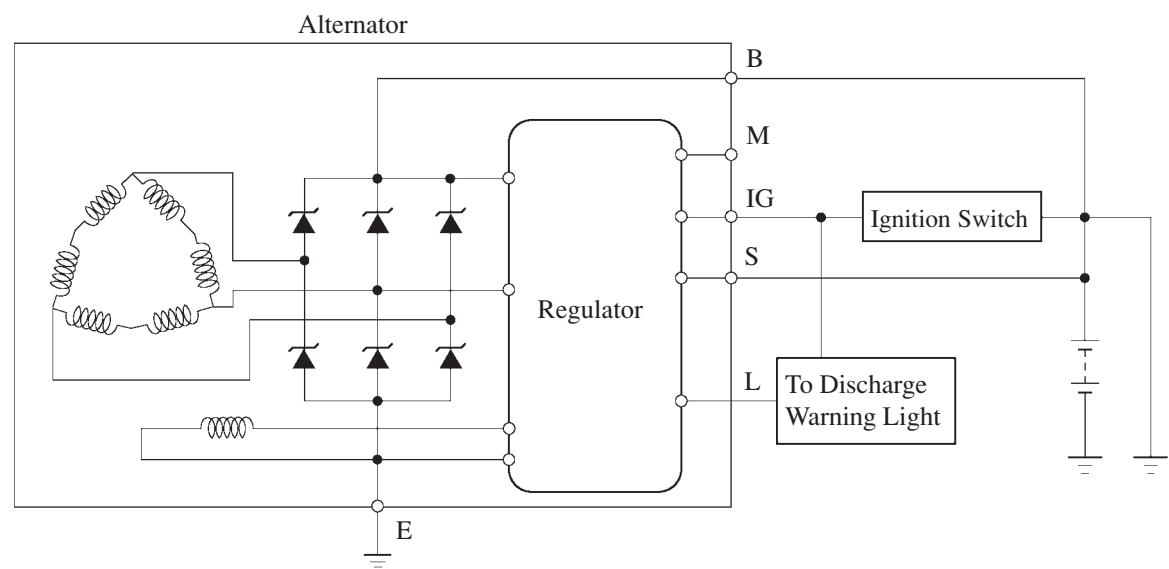 Alternator
B
M
IG
Ignition Switch
S
Regulator
L
To Discharge
Warning Light
E